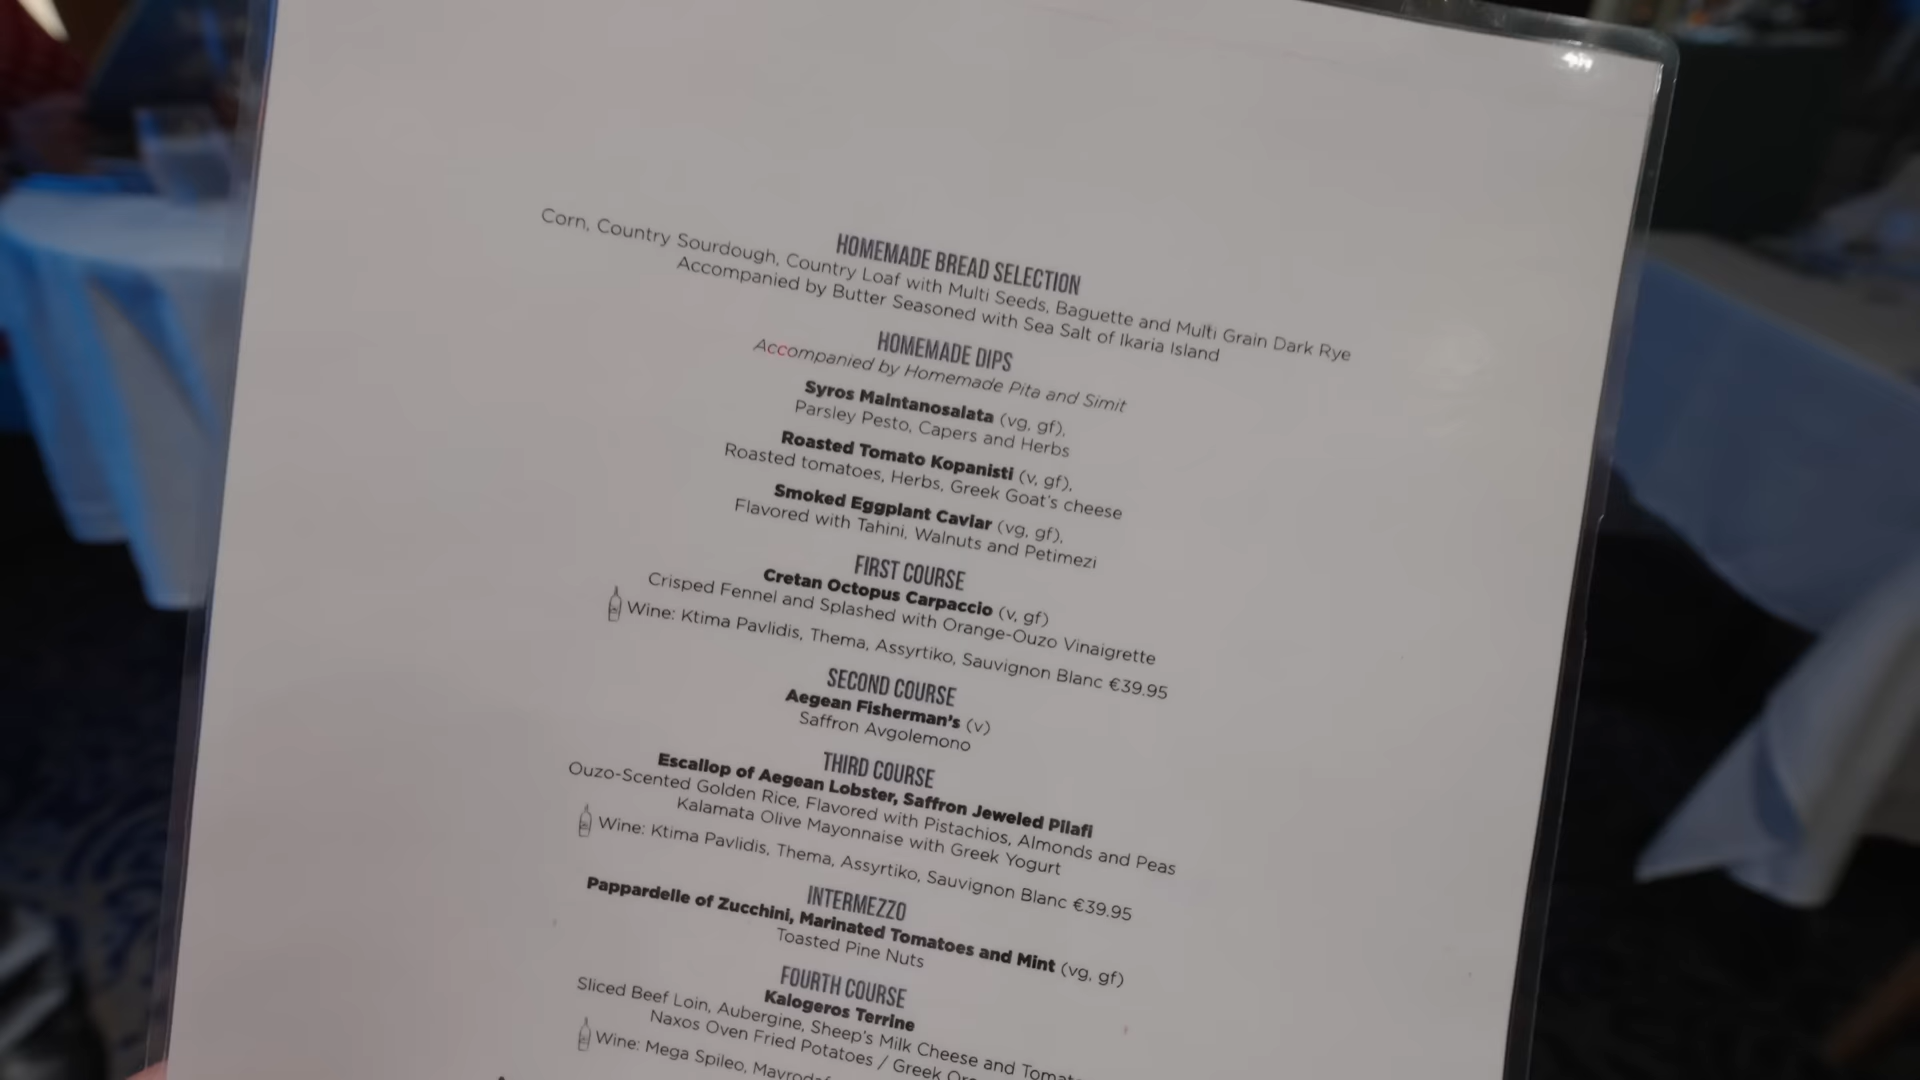 HOMEMADE BREAD SELECTION
Corn, Country Sourdough, Country Loaf with Multi Seeds, Baguette and Multi Grain Dark Rye
Accompanied by Butter Seasoned with Sea Salt of Ikaria Island
HOMEMADE DIPS
Accompanied by Homemade Pita and Simit
Syros Maintanosalata (vg, gf),
Parsley Pesto, Capers and Herbs
Roasted Tomato Kopanisti (v, gf),
Roasted tomatoes, Herbs, Greek Goat's cheese
Smoked Eggplant Caviar (vg, gf),
Flavored with Tahini, Walnuts and Petimezi
FIRST COURSE
Cretan Octopus Carpaccio (v, gf)
Crisped Fennel and Splashed with Orange-Ouzo Vinaigrette
Wine: Ktima Pavlidis, Thema, Assyrtiko, Sauvignon Blanc €39.95
SECOND COURSE
Aegean Fisherman's (v)
Saffron Avgolemono
THIRD COURSE
Escallop of Aegean Lobster, Saffron Jeweled Pilafi
Ouzo-Scented Golden Rice, Flavored with Pistachios, Almonds and Peas
Kalamata Olive Mayonnaise with Greek Yogurt
Wine: Ktima Pavlidis, Thema, Assyrtiko, Sauvignon Blanc €39.95
INTERMEZZO
Pappardelle of Zucchini, Marinated Tomatoes and Mint (vg, gf)
Toasted Pine Nuts
FOURTH COURSE
Kalogeros Terrine
Sliced Beef Loin, Aubergine, Sheep's Milk Cheese and
Naxos Oven Fried Potatoes / Greek
Wine: Mega Spileo,